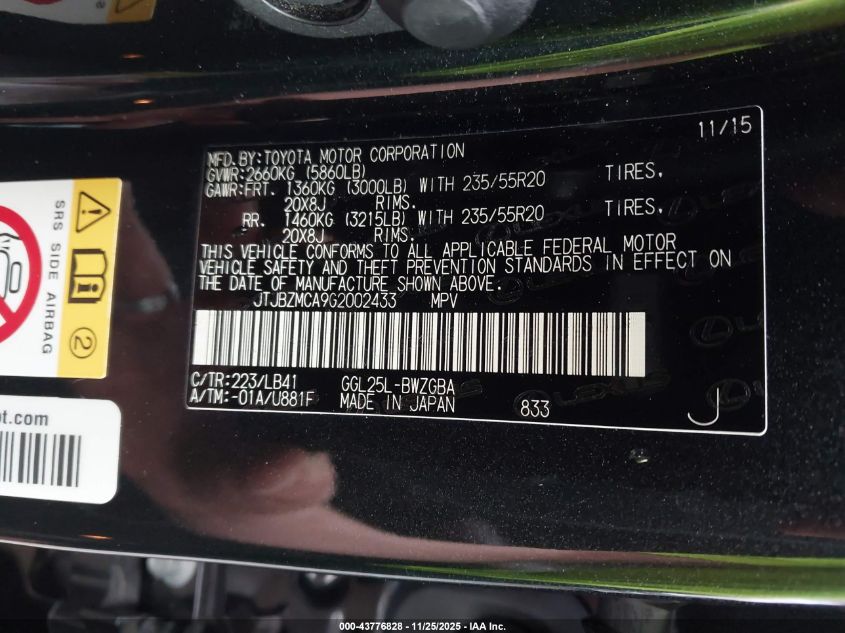 11/15
MFD.BY:TOYOTA MOTOR CORPORATION
GVWR:2660KG (5860LB)
GAWR:FRT. 1360KG (3000LB) WITH 235/55R20 TIRES,
20X8J RIMS.
RR. 1460KG (3215LB) WITH 235/55R20 TIRES,
20X8J RIMS.
THIS VEHICLE CONFORMS TO ALL APPLICABLE FEDERAL MOTOR
VEHICLE SAFETY AND THEFT PREVENTION STANDARDS IN EFFECT ON
THE DATE OF MANUFACTURE SHOWN ABOVE.
JTJBZMCA9G2002433 MPV
C/TR:223/LB41 GGL25L-BWZGBA
A/TM:-01A/U881F MADE IN JAPAN 833 J
LEXUS
SRS SIDE AIRBAG
2
ot.com
000-43776828 - 11/25/2025 - IAA Inc.